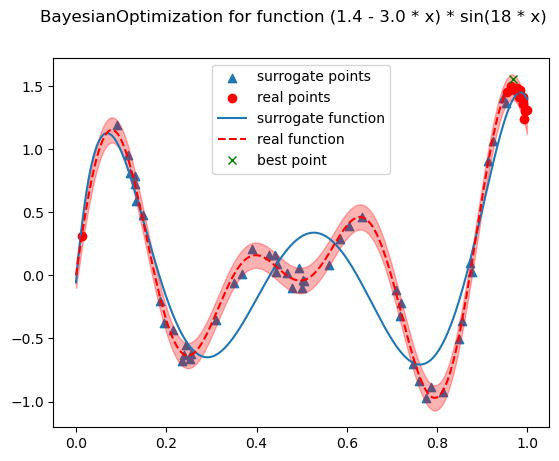 BayesianOptimization for function (1.4 - 3.0 * x) * sin(18 * x)
surrogate points
real points
surrogate function
real function
best point
1.5
1.0
0.5
0.0
−0.5
−1.0
0.0 0.2 0.4 0.6 0.8 1.0